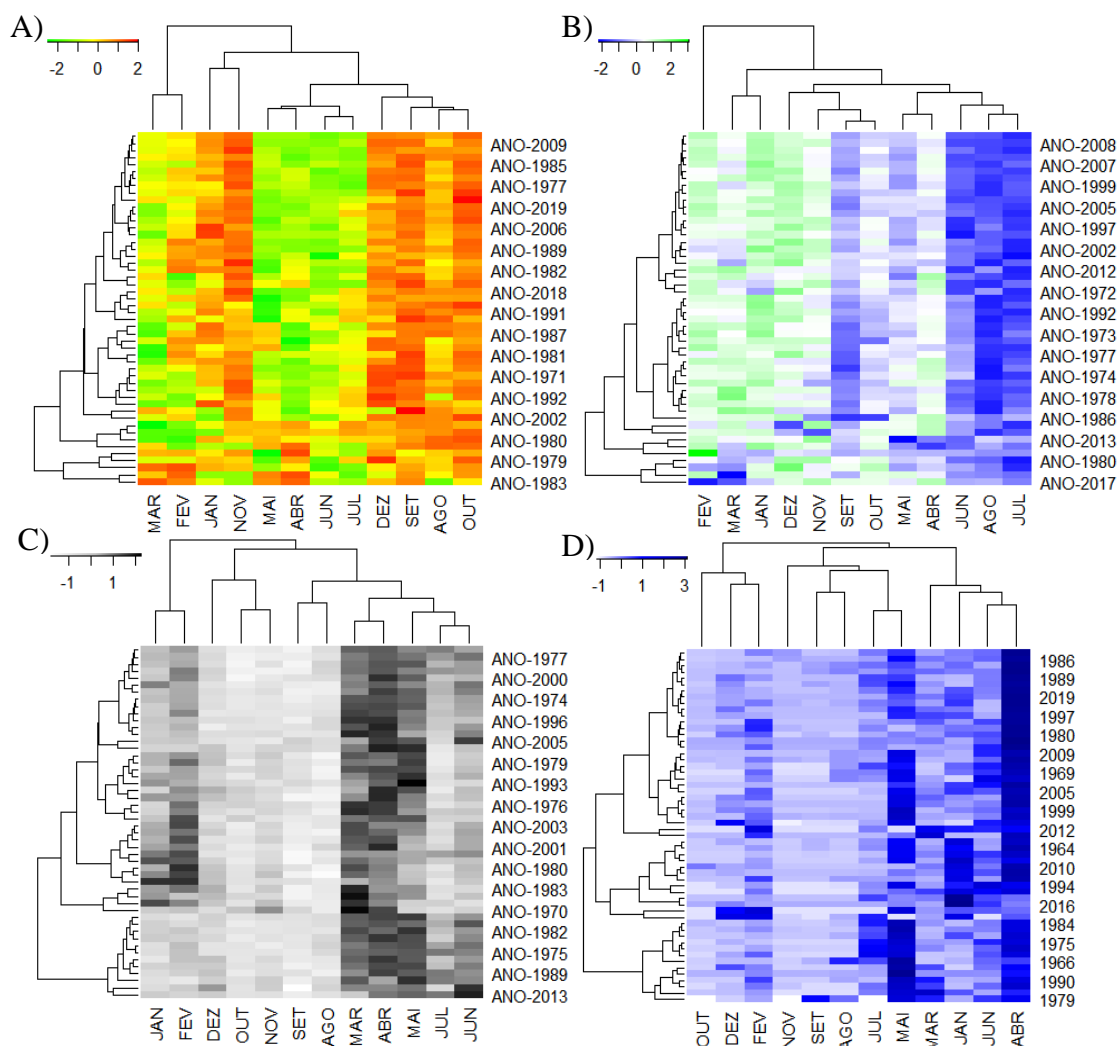 A)
-2 0 2
ANO-2009
ANO-1985
ANO-1977
ANO-2019
ANO-2006
ANO-1989
ANO-1982
ANO-2018
ANO-1991
ANO-1987
ANO-1981
ANO-1971
ANO-1992
ANO-2002
ANO-1980
ANO-1979
ANO-1983
MAR FEV JAN NOV MAI ABR JUN JUL DEZ SET AGO OUT
B)
-2 0 2
ANO-2008
ANO-2007
ANO-1999
ANO-2005
ANO-1997
ANO-2002
ANO-2012
ANO-1972
ANO-1992
ANO-1973
ANO-1977
ANO-1974
ANO-1978
ANO-1986
ANO-2013
ANO-1980
ANO-2017
FEV MAR JAN DEZ NOV SET OUT MAI ABR JUN AGO JUL
C)
-1 1
ANO-1977
ANO-2000
ANO-1974
ANO-1996
ANO-2005
ANO-1979
ANO-1993
ANO-1976
ANO-2003
ANO-2001
ANO-1980
ANO-1983
ANO-1970
ANO-1982
ANO-1975
ANO-1989
ANO-2013
JAN FEV DEZ OUT NOV SET AGO MAR ABR MAI JUL JUN
D)
-1 1 3
1986
1989
2019
1997
1980
2009
1969
2005
1999
2012
1964
2010
1994
2016
1984
1975
1966
1990
1979
OUT DEZ FEV NOV SET AGO JUL MAI MAR JAN JUN ABR